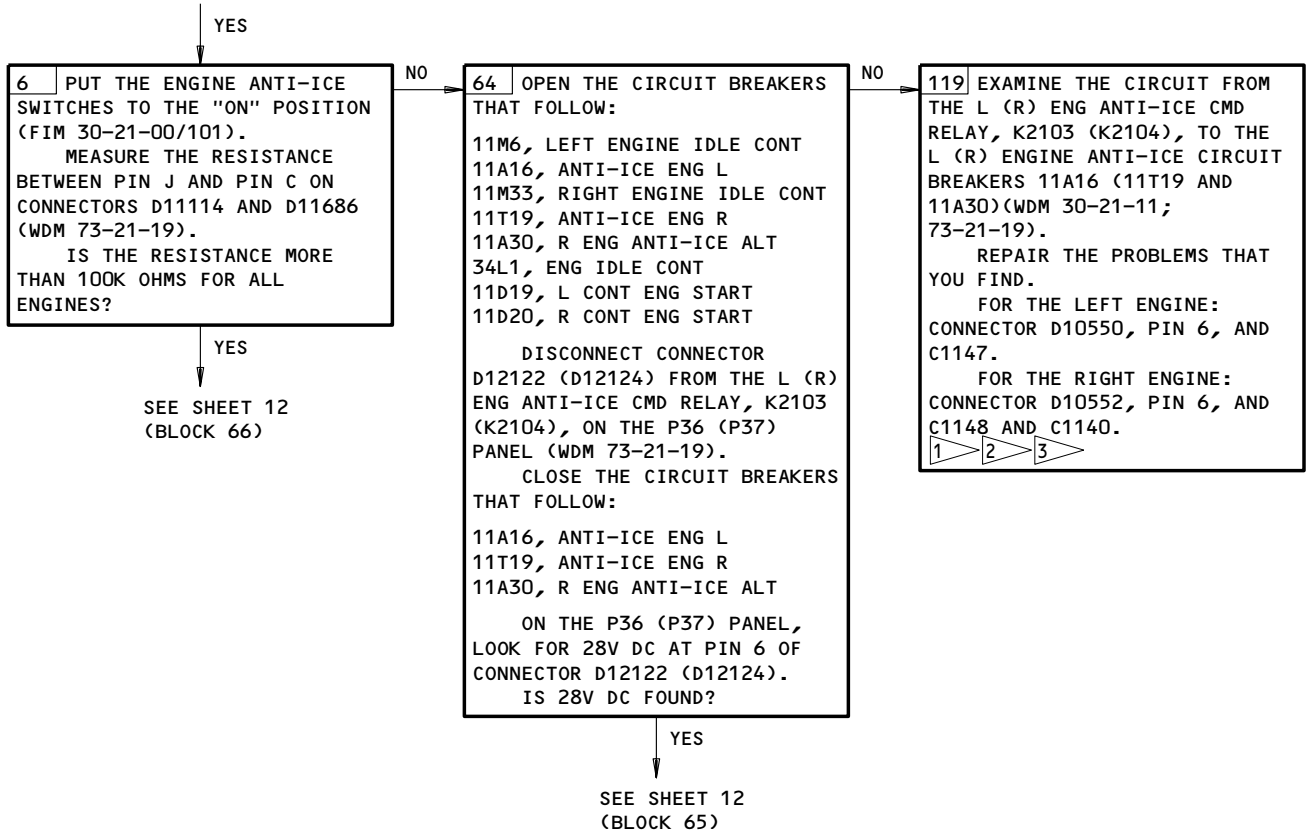 YES
6 PUT THE ENGINE ANTI-ICE
SWITCHES TO THE "ON" POSITION
(FIM 30-21-00/101).
MEASURE THE RESISTANCE
BETWEEN PIN J AND PIN C ON
CONNECTORS D11114 AND D11686
(WDM 73-21-19).
IS THE RESISTANCE MORE
THAN 100K OHMS FOR ALL
ENGINES?
YES
SEE SHEET 12
(BLOCK 66)
NO
64 OPEN THE CIRCUIT BREAKERS
THAT FOLLOW:
11M6, LEFT ENGINE IDLE CONT
11A16, ANTI-ICE ENG L
11M33, RIGHT ENGINE IDLE CONT
11T19, ANTI-ICE ENG R
11A30, R ENG ANTI-ICE ALT
34L1, ENG IDLE CONT
11D19, L CONT ENG START
11D20, R CONT ENG START
DISCONNECT CONNECTOR
D12122 (D12124) FROM THE L (R)
ENG ANTI-ICE CMD RELAY, K2103
(K2104), ON THE P36 (P37)
PANEL (WDM 73-21-19).
CLOSE THE CIRCUIT BREAKERS
THAT FOLLOW:
11A16, ANTI-ICE ENG L
11T19, ANTI-ICE ENG R
11A30, R ENG ANTI-ICE ALT
ON THE P36 (P37) PANEL,
LOOK FOR 28V DC AT PIN 6 OF
CONNECTOR D12122 (D12124).
IS 28V DC FOUND?
YES
SEE SHEET 12
(BLOCK 65)
NO
119 EXAMINE THE CIRCUIT FROM
THE L (R) ENG ANTI-ICE CMD
RELAY, K2103 (K2104), TO THE
L (R) ENGINE ANTI-ICE CIRCUIT
BREAKERS 11A16 (11T19 AND
11A30)(WDM 30-21-11;
73-21-19).
REPAIR THE PROBLEMS THAT
YOU FIND.
FOR THE LEFT ENGINE:
CONNECTOR D10550, PIN 6, AND
C1147.
FOR THE RIGHT ENGINE:
CONNECTOR D10552, PIN 6, AND
C1148 AND C1140.
1 2 3